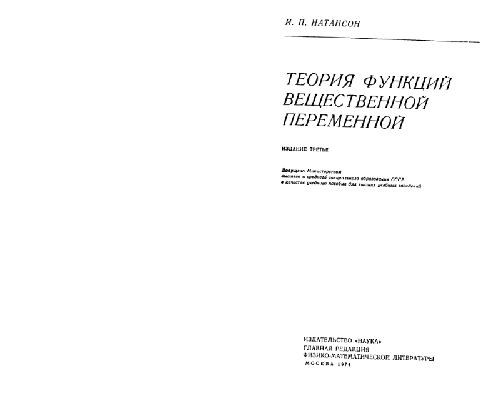 И. П. НАТАНСОН
ТЕОРИЯ ФУНКЦИЙ
ВЕЩЕСТВЕННОЙ
ПЕРЕМЕННОЙ
ИЗДАНИЕ ТРЕТЬЕ
Допущено Министерством
высшего и среднего специального образования СССР
в качестве учебного пособия для высших учебных заведений
ИЗДАТЕЛЬСТВО «НАУКА»
ГЛАВНАЯ РЕДАКЦИЯ
ФИЗИКО-МАТЕМАТИЧЕСКОЙ ЛИТЕРАТУРЫ
МОСКВА 1974